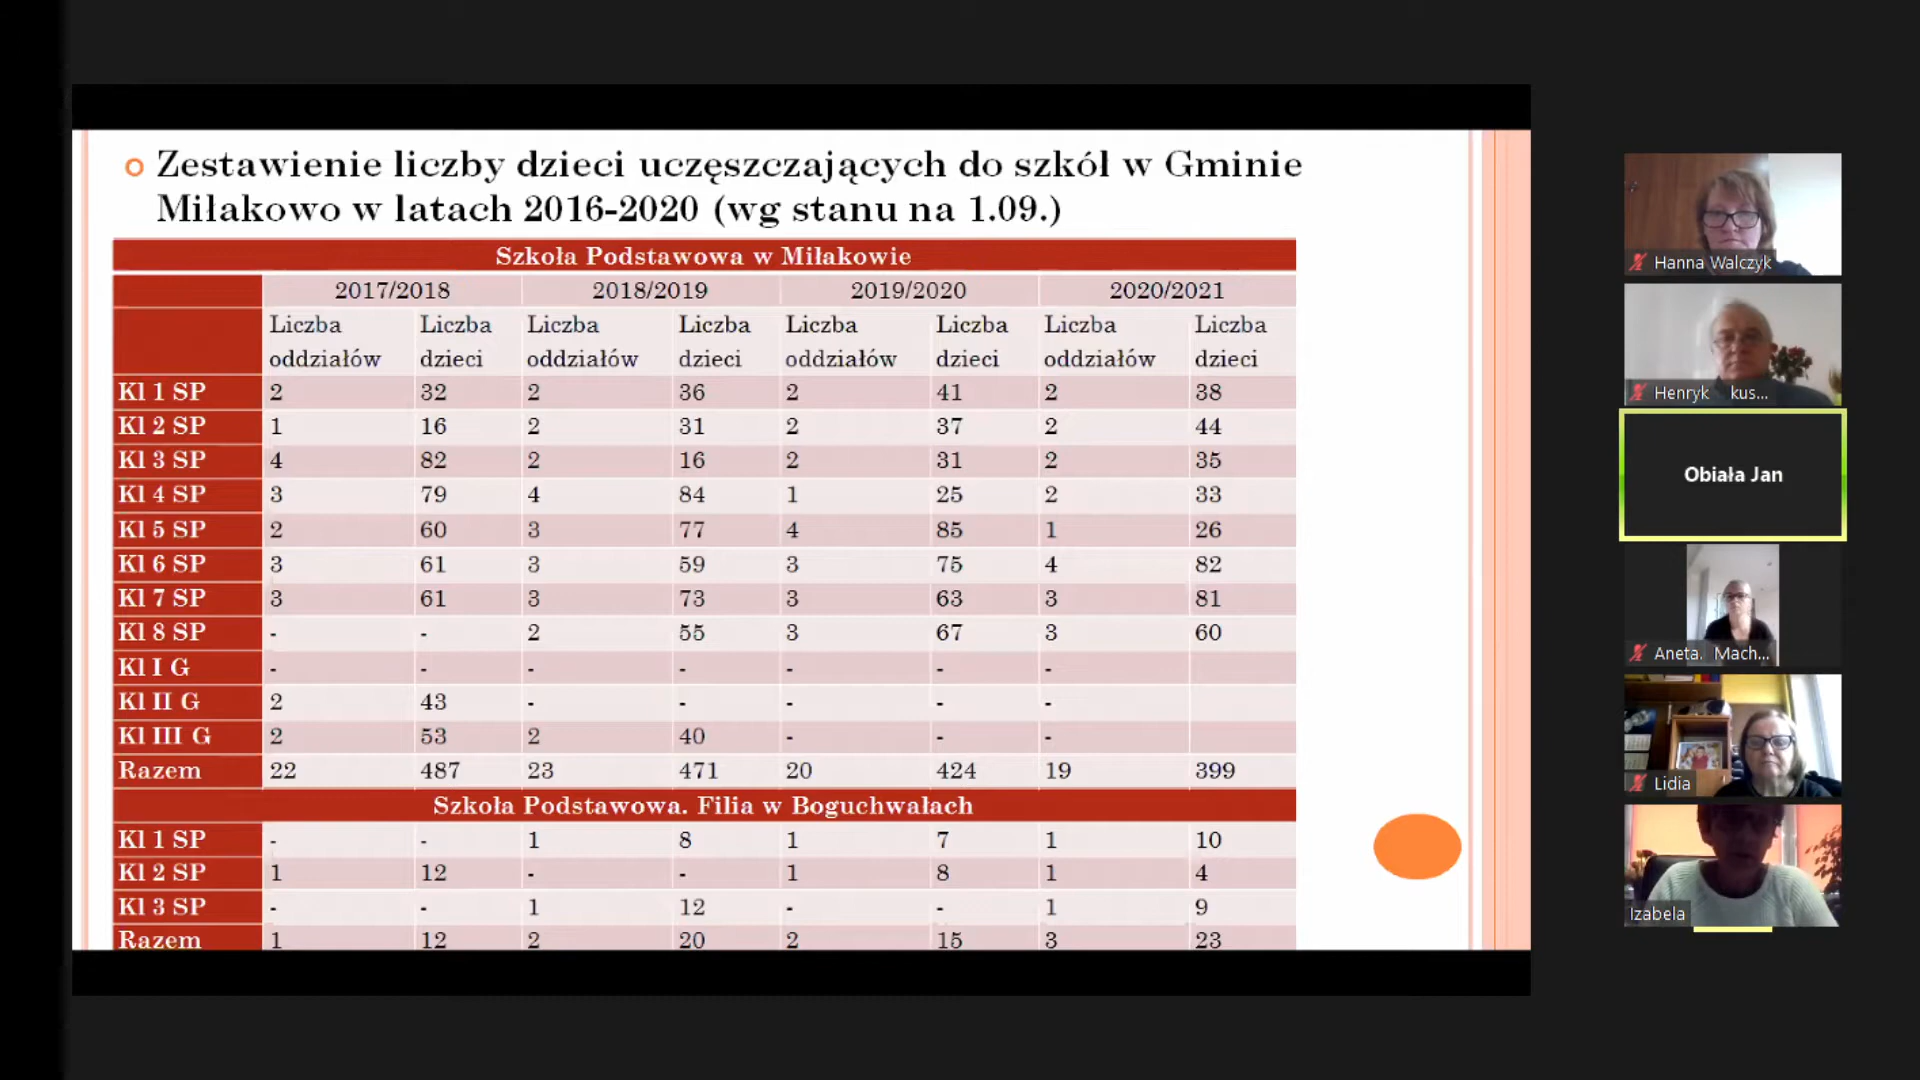 Zestawienie liczby dzieci uczęszczających do szkół w Gminie
Miłakowo w latach 2016-2020 (wg stanu na 1.09.)
Szkoła Podstawowa w Miłakowie
2017/2018 2018/2019 2019/2020 2020/2021
Liczba oddziałów Liczba dzieci Liczba oddziałów Liczba dzieci Liczba oddziałów Liczba dzieci Liczba oddziałów Liczba dzieci
Kl 1 SP 2 32 2 36 2 41 2 38
Kl 2 SP 1 16 2 31 2 37 2 44
Kl 3 SP 4 82 2 16 2 31 2 35
Kl 4 SP 3 79 4 84 1 25 2 33
Kl 5 SP 2 60 3 77 4 85 1 26
Kl 6 SP 3 61 3 59 3 75 4 82
Kl 7 SP 3 61 3 73 3 63 3 81
Kl 8 SP - - 2 55 3 67 3 60
Kl I G - - - - - - -
Kl II G 2 43 - - - - -
Kl III G 2 53 2 40 - - -
Razem 22 487 23 471 20 424 19 399
Szkoła Podstawowa. Filia w Boguchwałach
Kl 1 SP - - 1 8 1 7 1 10
Kl 2 SP 1 12 - - 1 8 1 4
Kl 3 SP - - 1 12 - - 1 9
Razem 1 12 2 20 2 15 3 23
Hanna Walczyk
Henryk kus...
Obiała Jan
Aneta. Mach...
Lidia
Izabela